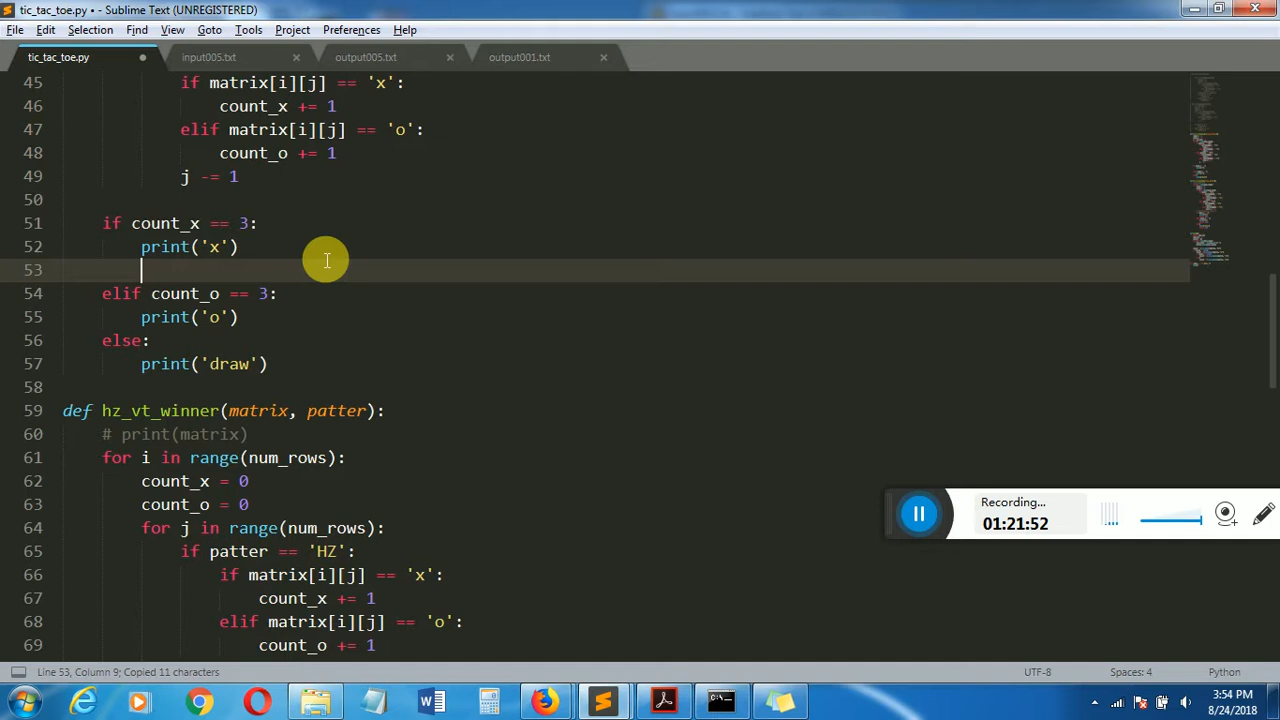 tic_tac_toe.py • - Sublime Text (UNREGISTERED)
File Edit Selection Find View Goto Tools Project Preferences Help
tic_tac_toe.py input005.txt output005.txt output001.txt
45 if matrix[i][j] == 'x':
46 count_x += 1
47 elif matrix[i][j] == 'o':
48 count_o += 1
49 j -= 1
50
51 if count_x == 3:
52 print('x')
53
54 elif count_o == 3:
55 print('o')
56 else:
57 print('draw')
58
59 def hz_vt_winner(matrix, patter):
60 # print(matrix)
61 for i in range(num_rows):
62 count_x = 0
63 count_o = 0
64 for j in range(num_rows):
65 if patter == 'HZ':
66 if matrix[i][j] == 'x':
67 count_x += 1
68 elif matrix[i][j] == 'o':
69 count_o += 1
Recording...
01:21:52
Line 53, Column 9; Copied 11 characters UTF-8 Spaces: 4 Python
3:54 PM
8/24/2018